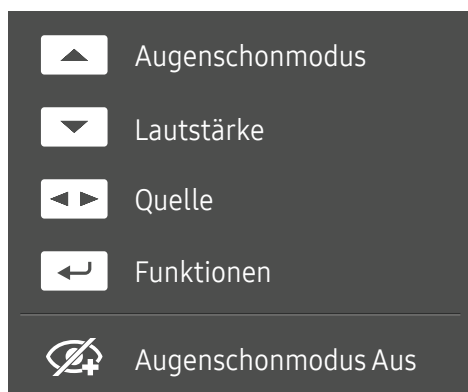 Augenschonmodus
Lautstärke
Quelle
Funktionen
Augenschonmodus Aus